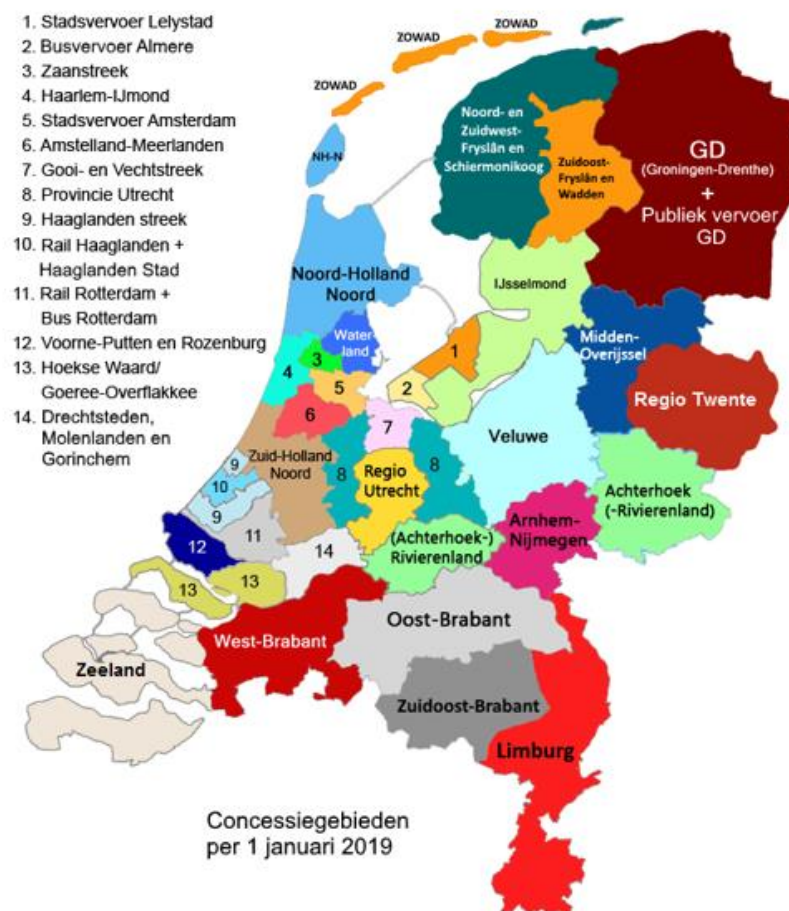 1. Stadsvervoer Lelystad
2. Busvervoer Almere
3. Zaanstreek
4. Haarlem-IJmond
5. Stadsvervoer Amsterdam
6. Amstelland-Meerlanden
7. Gooi- en Vechtstreek
8. Provincie Utrecht
9. Haaglanden streek
10. Rail Haaglanden +
Haaglanden Stad
11. Rail Rotterdam +
Bus Rotterdam
12. Voorne-Putten en Rozenburg
13. Hoekse Waard/
Goeree-Overflakkee
14. Drechtsteden,
Molenlanden en
Gorinchem
ZOWAD
ZOWAD
ZOWAD
NH-N
Noord- en
Zuidwest-
Fryslân en
Schiermonikoog
Zuidoost-
Fryslân en
Wadden
GD
(Groningen-Drenthe)
+
Publiek vervoer
GD
Noord-Holland
Noord
IJsselmond
Water-
land
3
4
5
1
2
Midden-
Overijssel
Regio Twente
6
7
Veluwe
Zuid-Holland
Noord
8
Regio
Utrecht
8
9
10
9
11
12
Achterhoek
(-Rivierenland)
Arnhem-
Nijmegen
(Achterhoek-)
Rivierenland
14
13
13
Oost-Brabant
West-Brabant
Zeeland
Zuidoost-Brabant
Limburg
Concessiegebieden
per 1 januari 2019